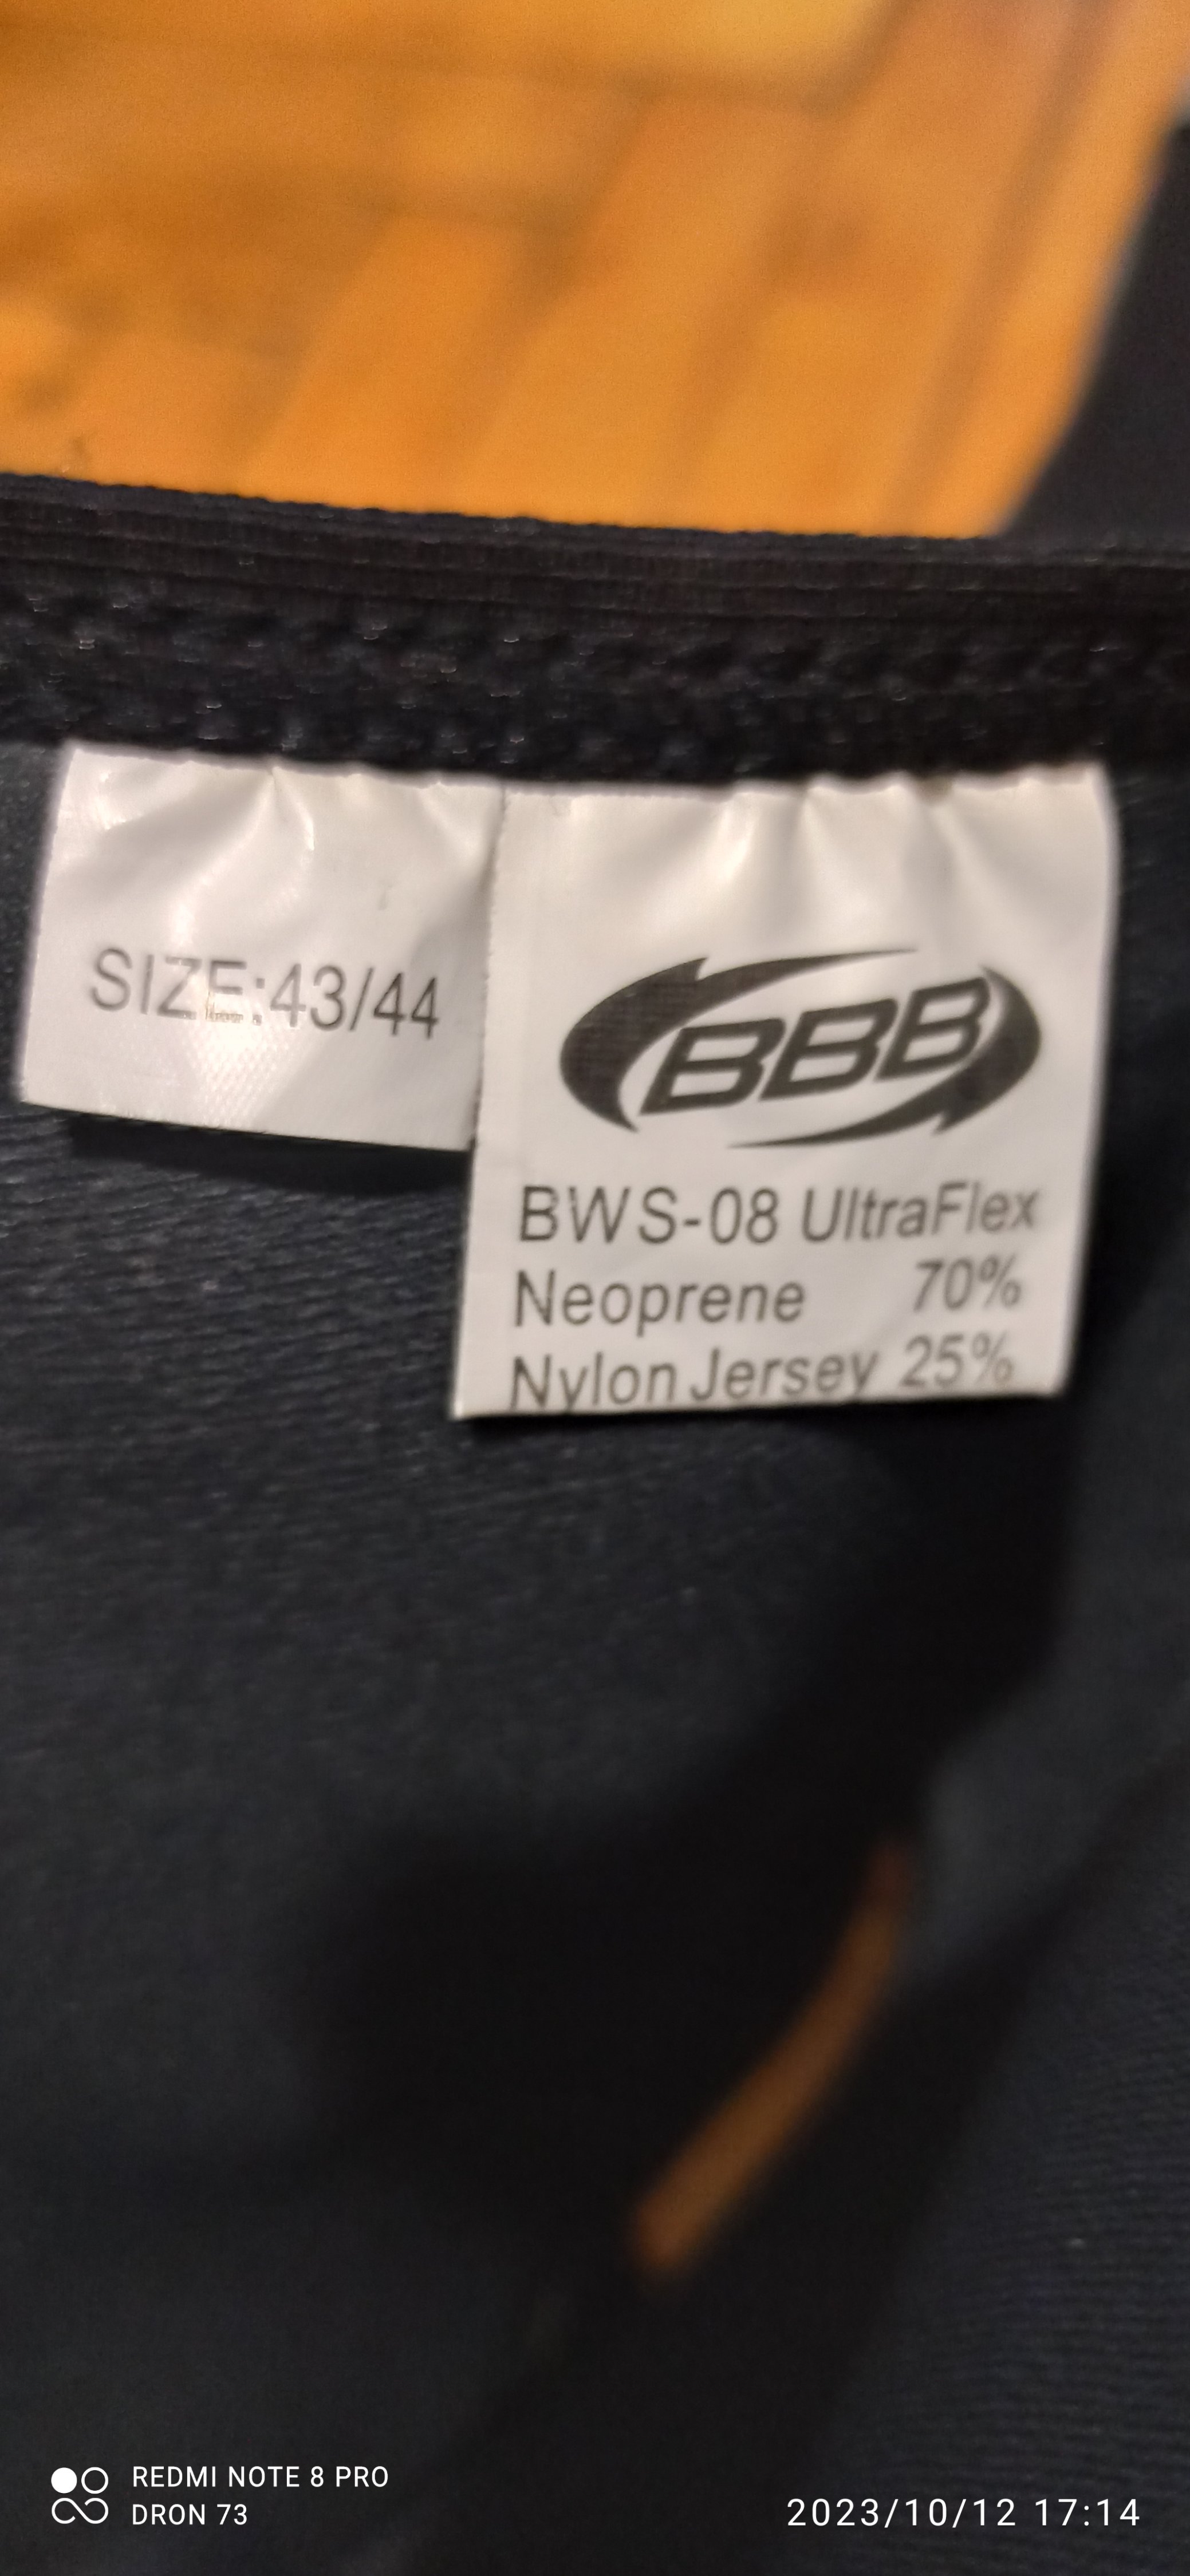 SIZE:43/44
BBB
BWS-08 UltraFlex
Neoprene 70%
Nylon Jersey 25%
REDMI NOTE 8 PRO
DRON 73
2023/10/12 17:14